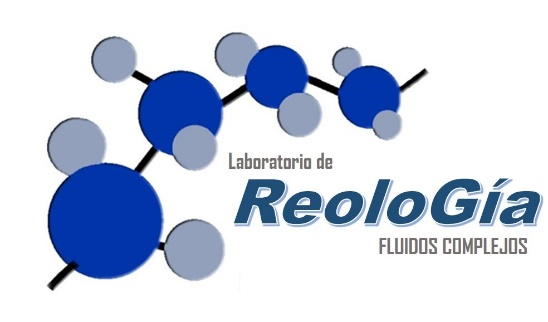 Laboratorio de
ReoloGía
FLUIDOS COMPLEJOS